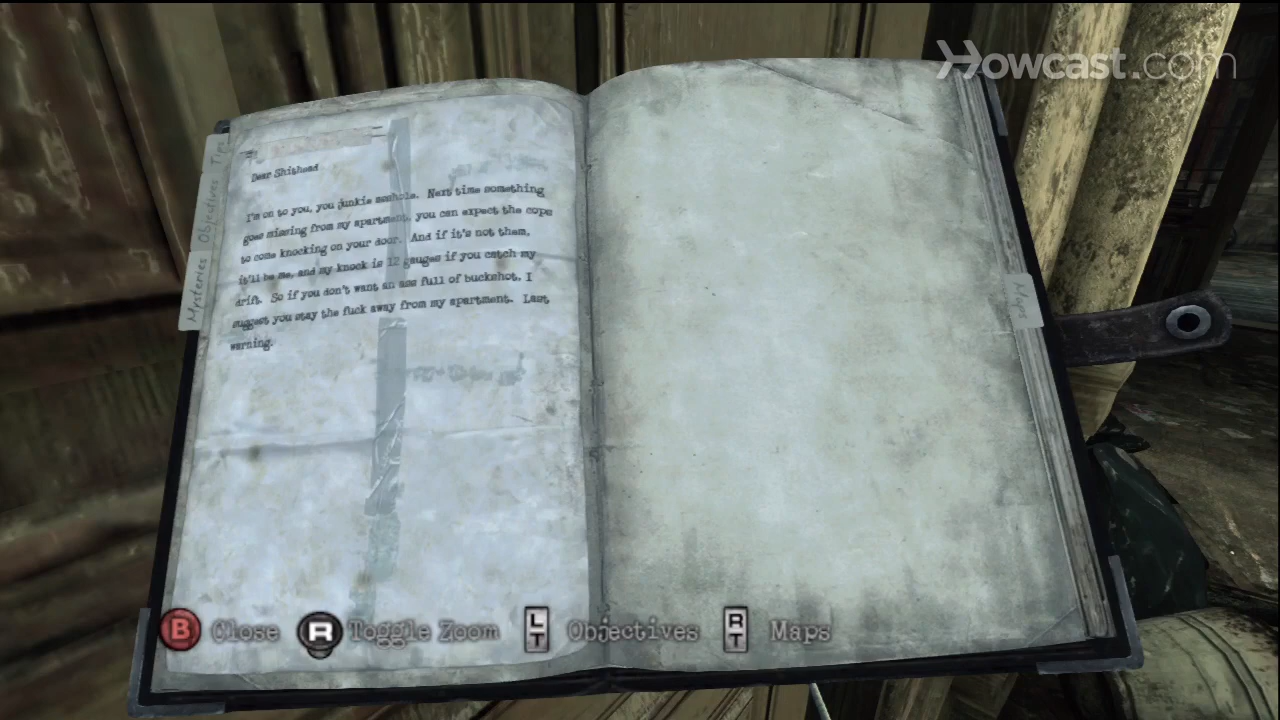 Howcast.com
Tips
Objectives
Mysteries
Dear Shithead
I'm on to you, you junkie asshole. Next time something
goes missing from my apartment, you can expect the cops
to come knocking on your door. And if it's not them,
it'll be me, and my knock is 12 gauges if you catch my
drift. So if you don't want an ass full of buckshot, I
suggest you stay the fuck away from my apartment. Last
warning.
Maps
B Close R Toggle Zoom LT Objectives RT Maps